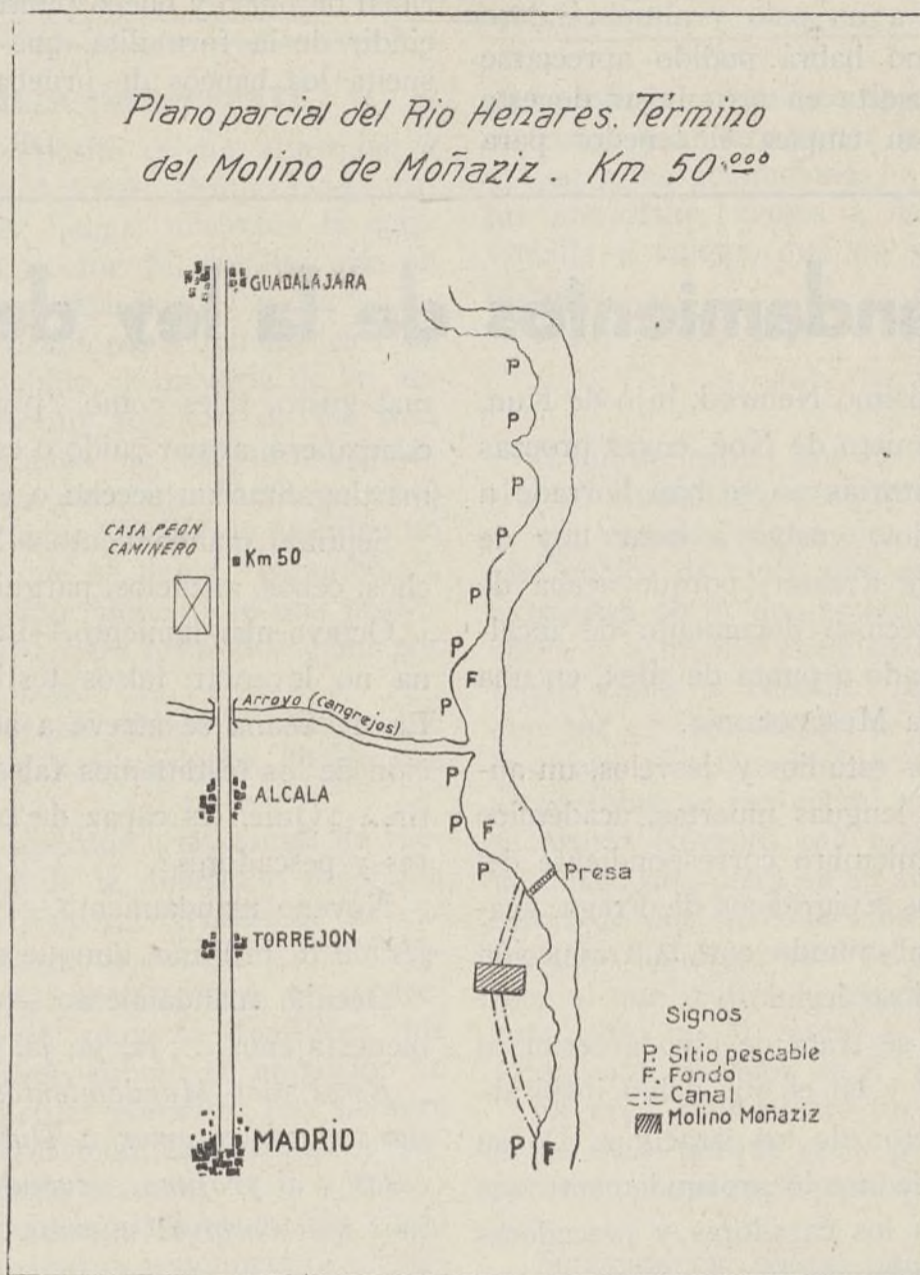 Plano parcial del Rio Henares. Término
del Molino de Moñaziz. Km 50.ººº
GUADALAJARA
CASA PEON
CAMINERO
Km 50
Arroyo (cangrejos)
ALCALA
TORREJON
MADRID
P
P
P
P
P
P
F
P
P
P
F
P
Presa
P
F
Signos
P. Sitio pescable
F. Fondo
Canal
Molino Moñaziz